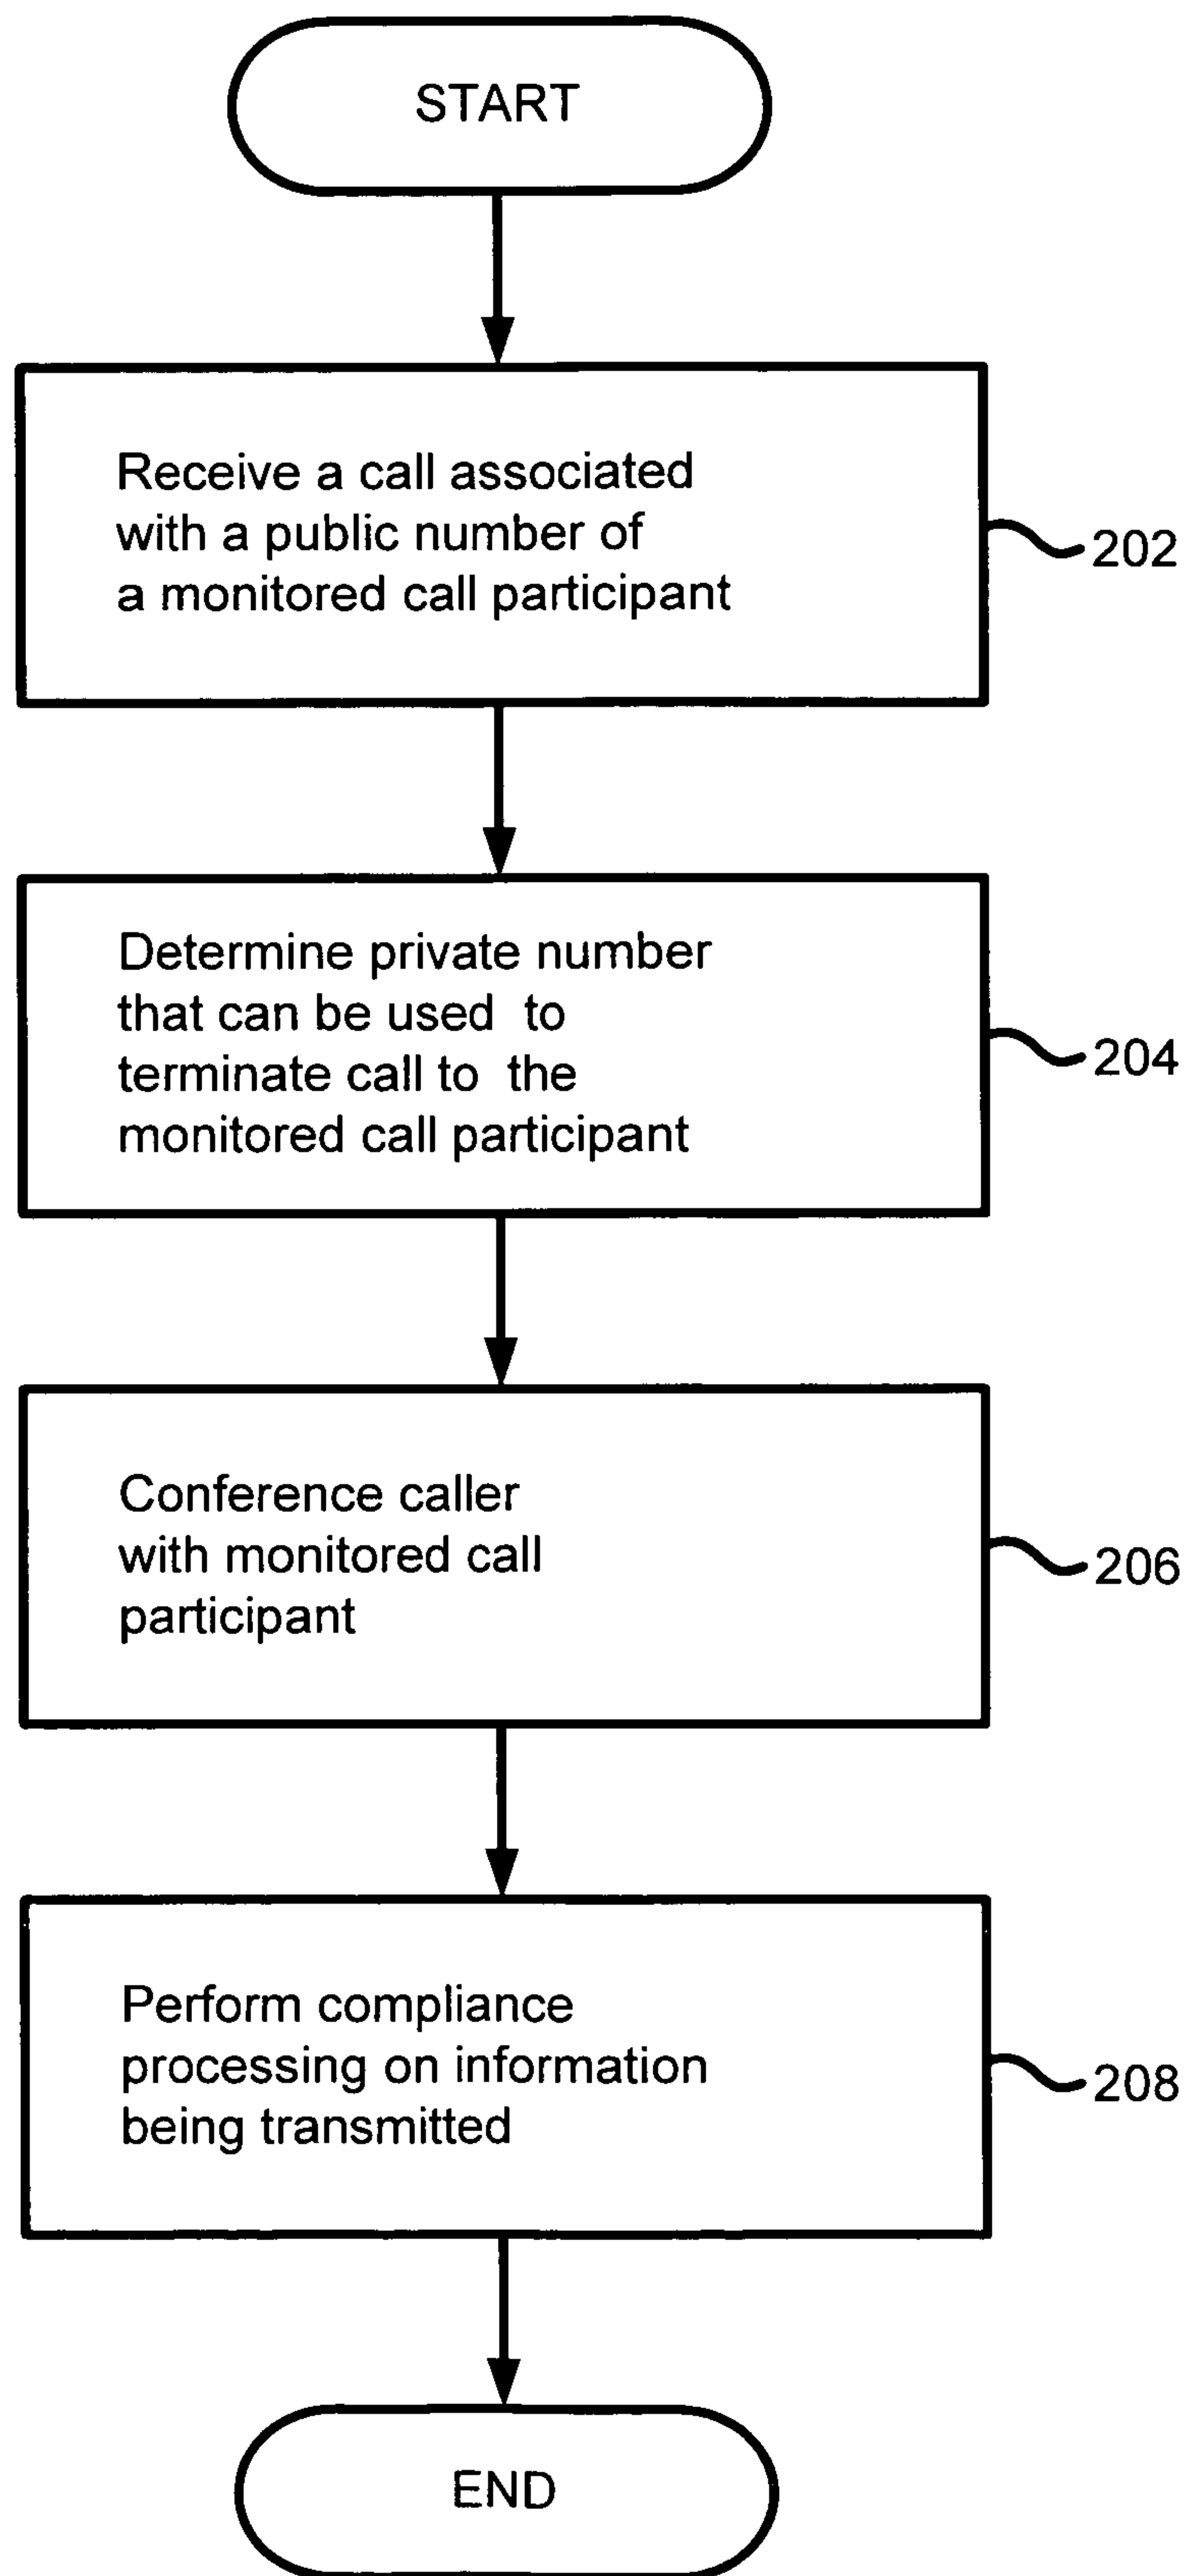 START
Receive a call associated
with a public number of
a monitored call participant
202
Determine private number
that can be used to
terminate call to the
monitored call participant
204
Conference caller
with monitored call
participant
206
Perform compliance
processing on information
being transmitted
208
END